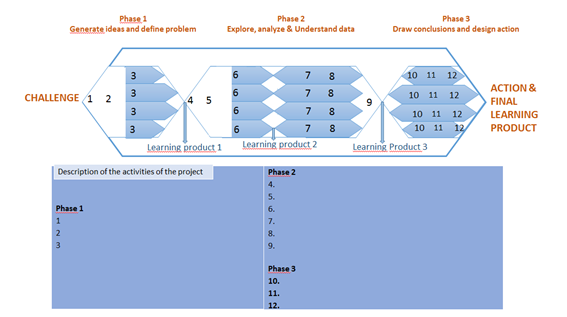 Phase 1
Generate ideas and define problem
Phase 2
Explore, analyze & Understand data
Phase 3
Draw conclusions and design action
CHALLENGE
1 2
3
3
3
3
4 5
6
6
6
6
7 8
7 8
7 8
7 8
9
10 11 12
10 11 12
10 11 12
10 11 12
ACTION &
FINAL
LEARNING
PRODUCT
Learning product 1
Learning product 2
Learning Product 3
Description of the activities of the project
Phase 1
1
2
3
Phase 2
4.
5.
6.
7.
8.
9.
Phase 3
10.
11.
12.